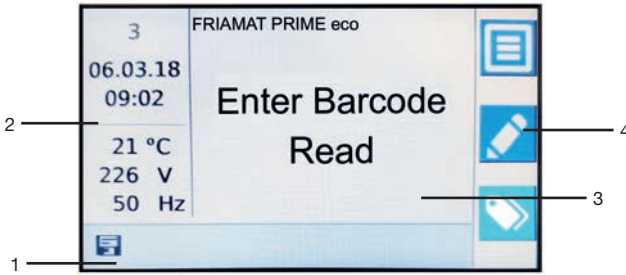 3
FRIAMAT PRIME eco
06.03.18
09:02
Enter Barcode
Read
21 °C
226 V
50 Hz
1
2
3
4